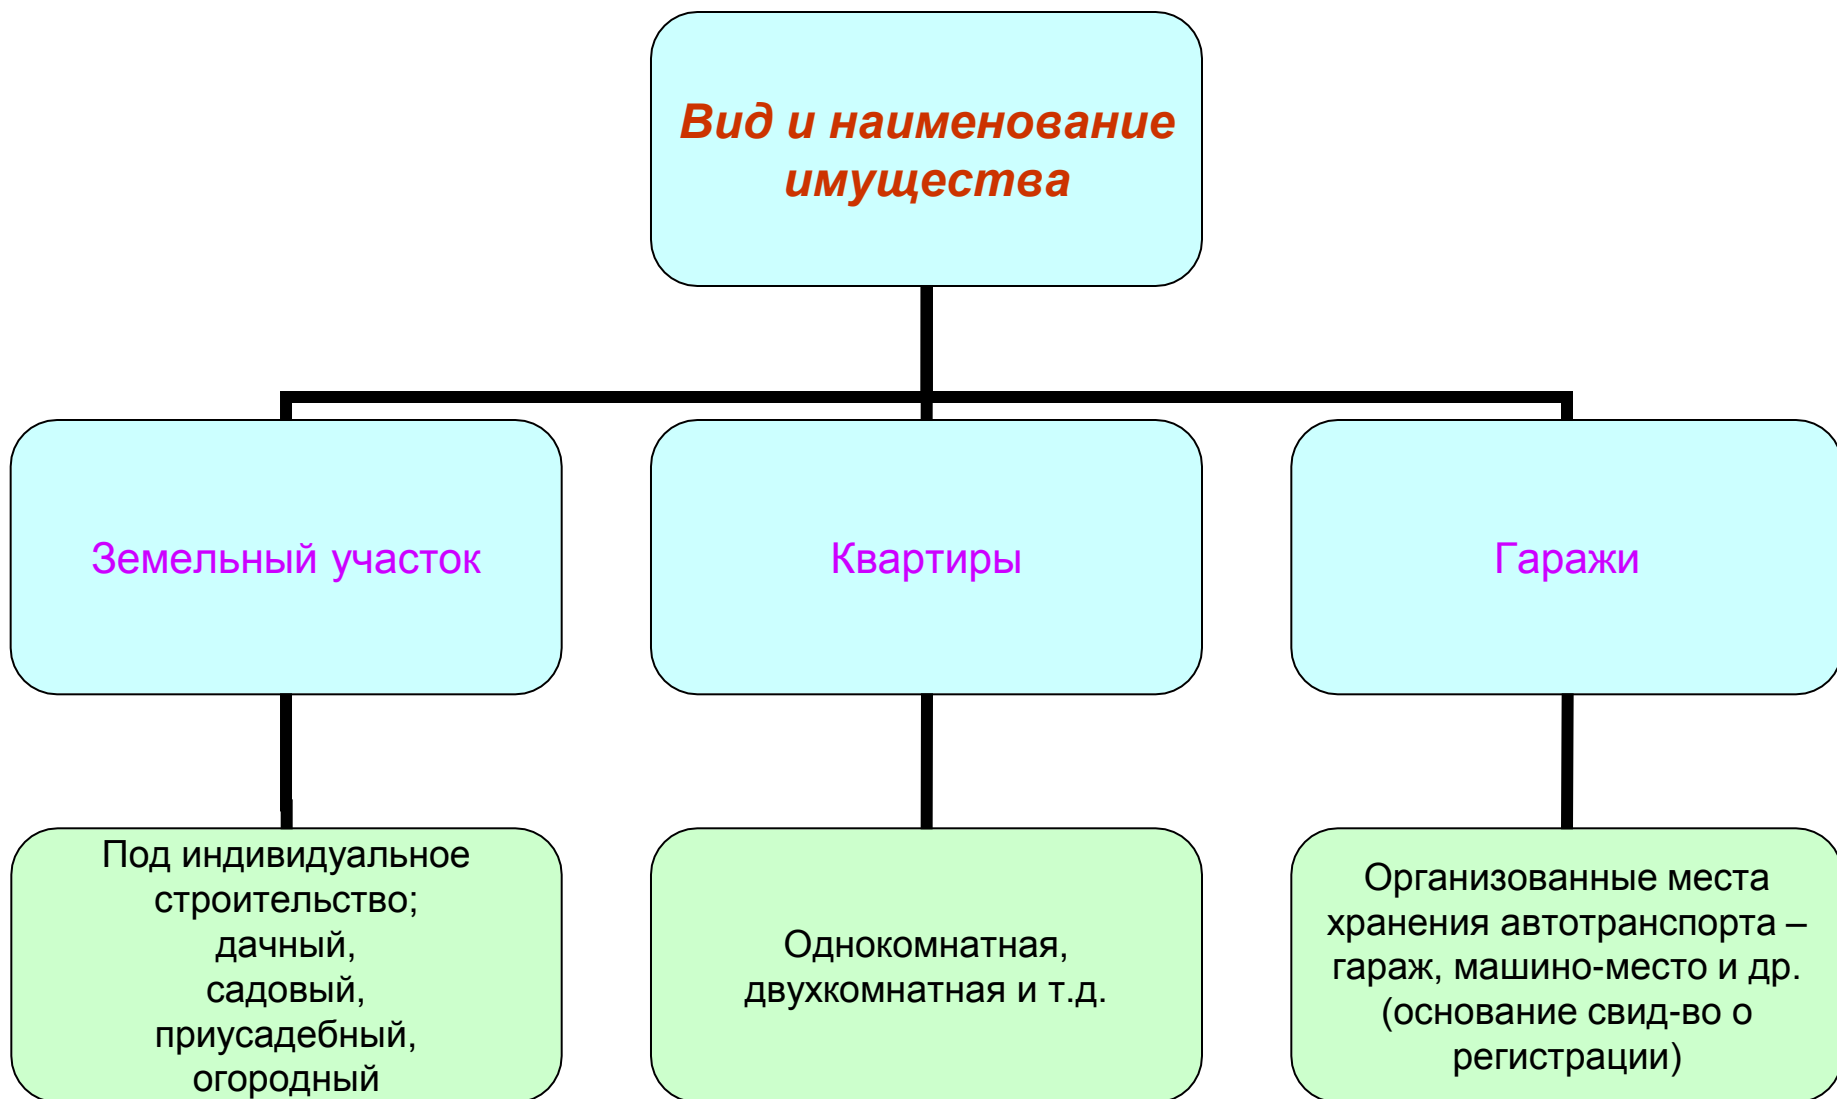 Вид и наименование
имущества
Земельный участок
Квартиры
Гаражи
Под индивидуальное
строительство;
дачный,
садовый,
приусадебный,
огородный
Однокомнатная,
двухкомнатная и т.д.
Организованные места
хранения автотранспорта –
гараж, машино-место и др.
(основание свид-во о
регистрации)